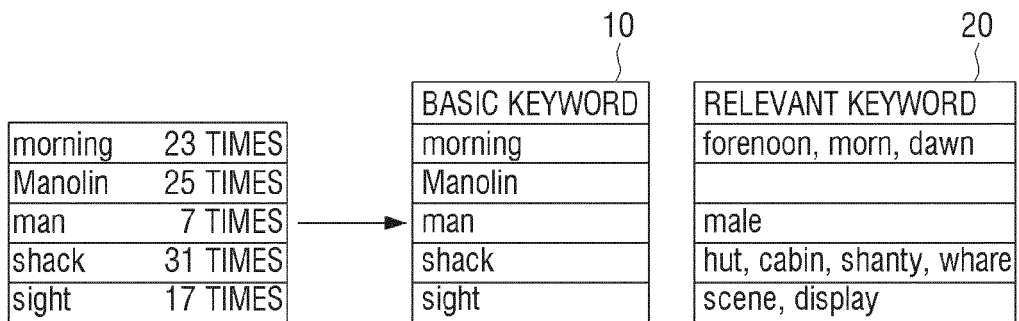 10
20
BASIC KEYWORD
RELEVANT KEYWORD
morning 23 TIMES
morning
forenoon, morn, dawn
Manolin 25 TIMES
Manolin
man 7 TIMES
man
male
shack 31 TIMES
shack
hut, cabin, shanty, whare
sight 17 TIMES
sight
scene, display